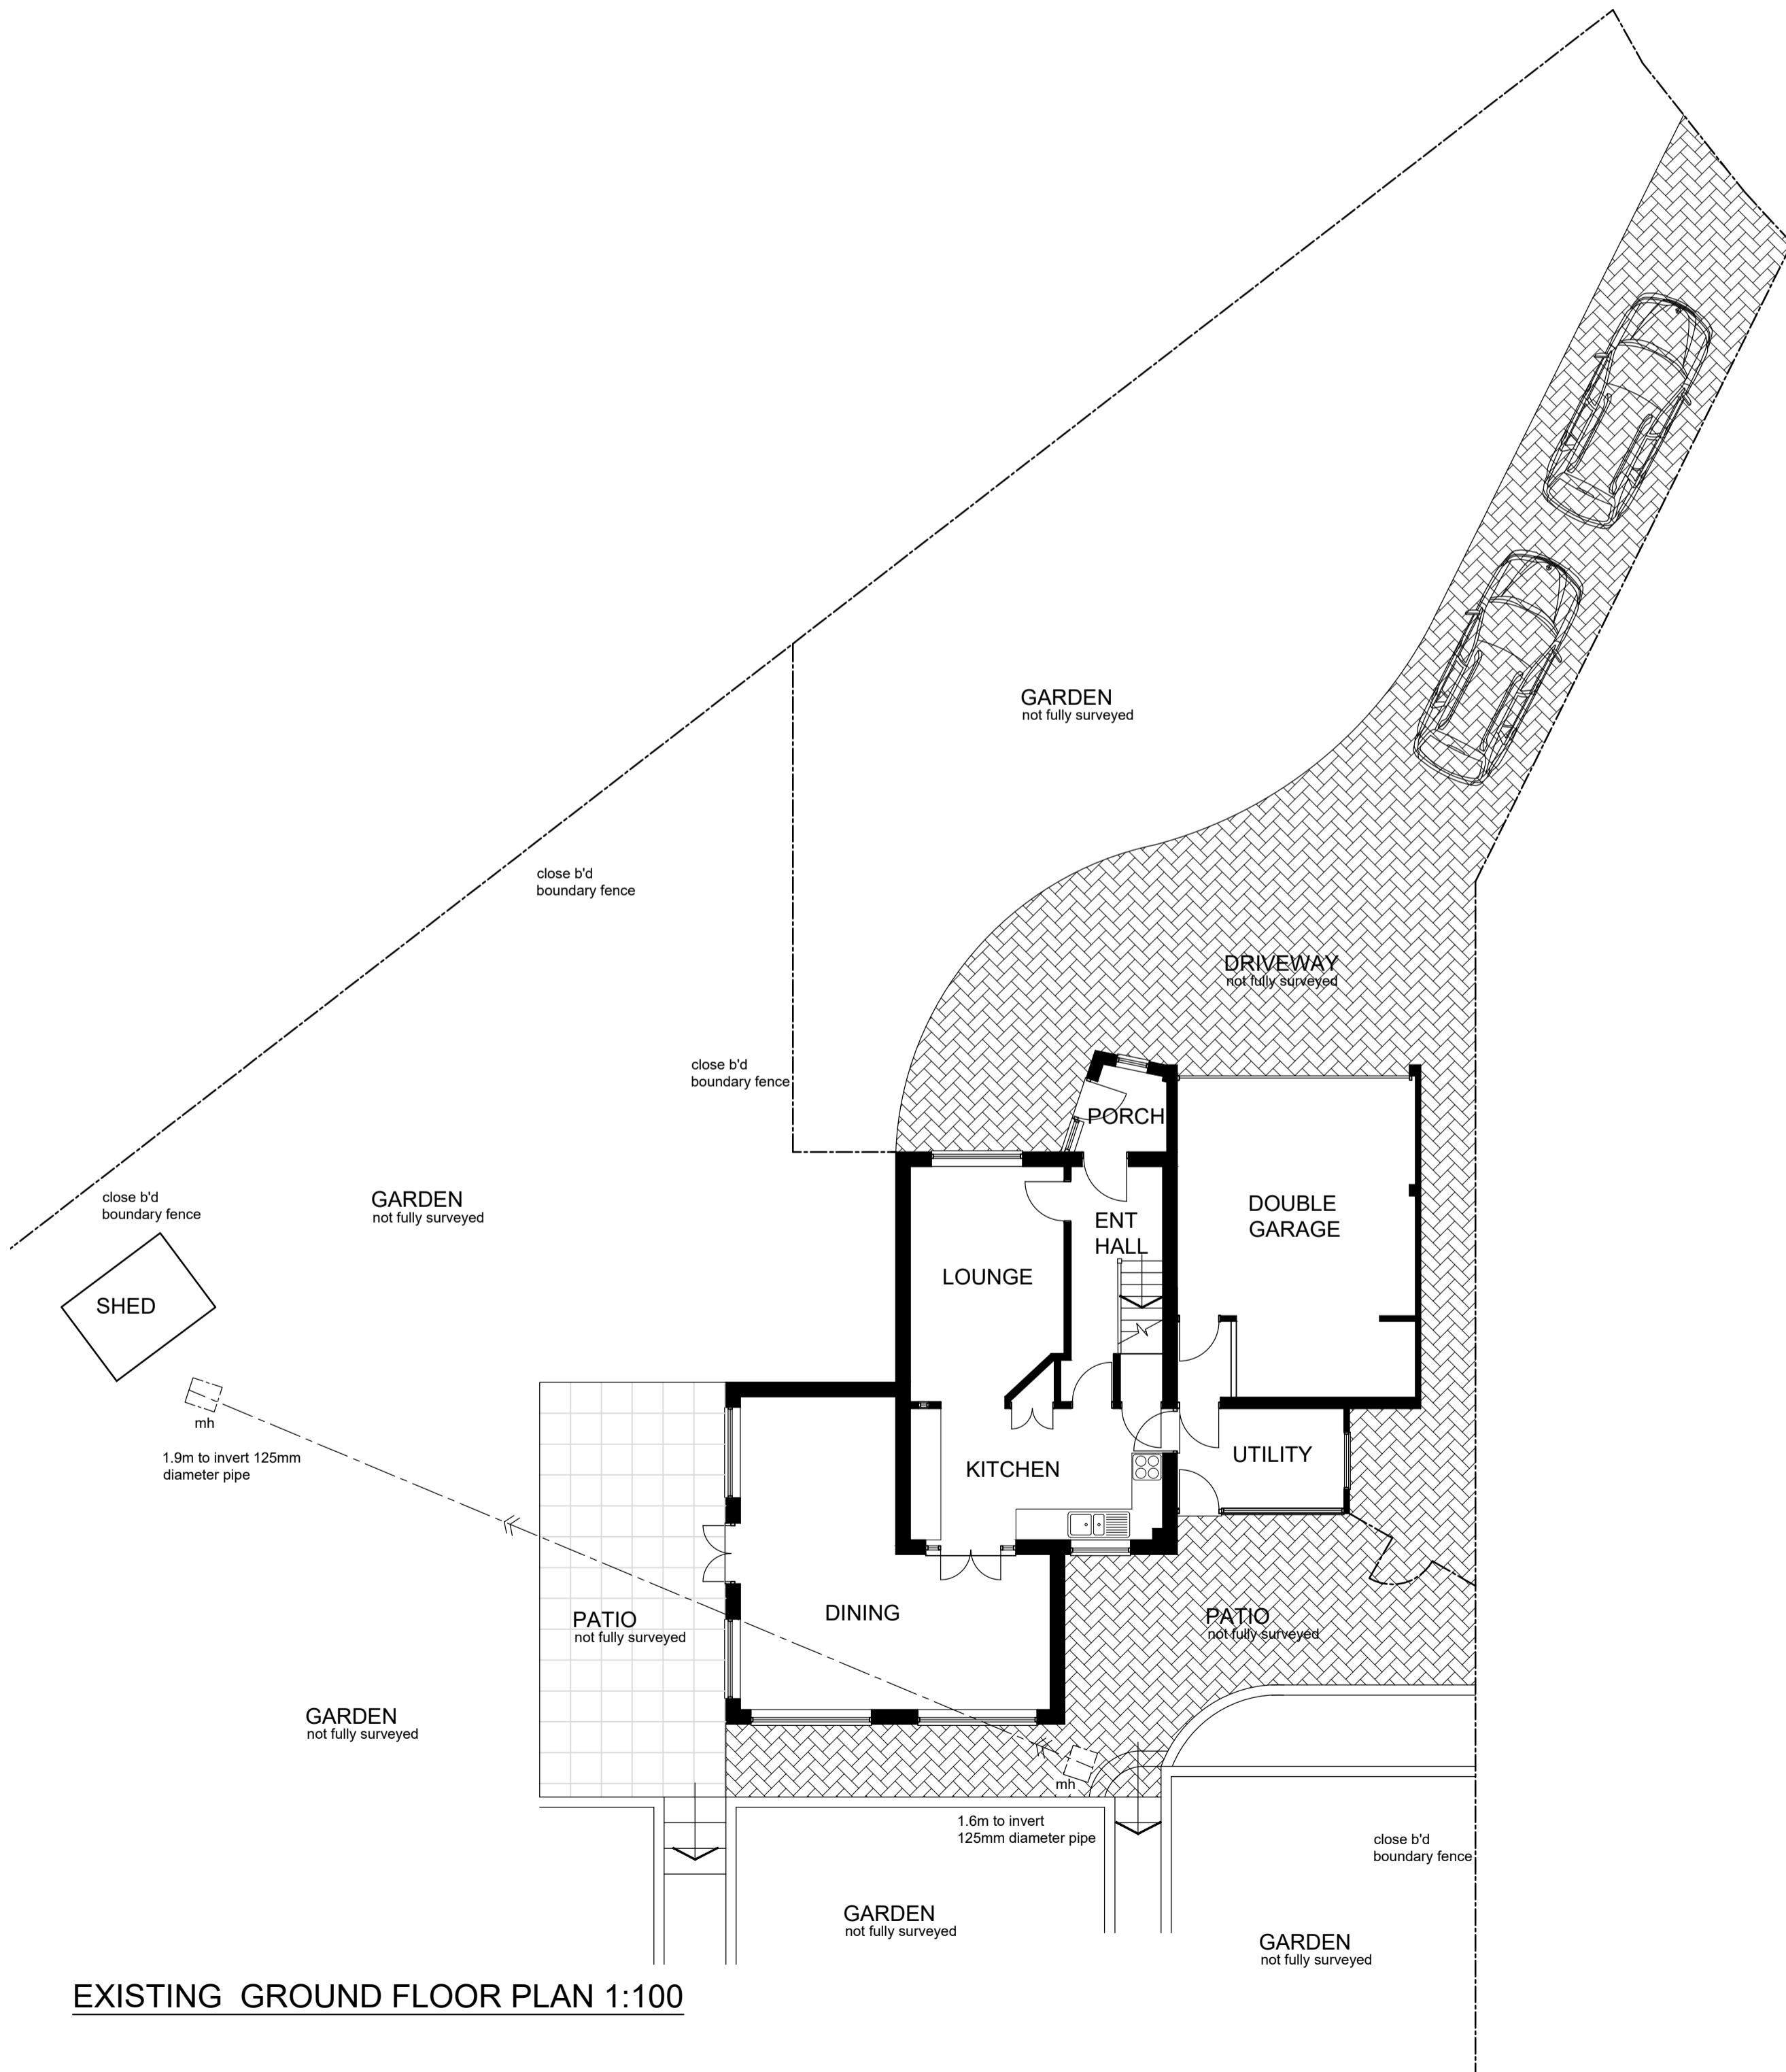 GARDEN
not fully surveyed
close b'd
boundary fence
DRIVEWAY
not fully surveyed
close b'd
boundary fence
PORCH
close b'd
boundary fence
GARDEN
not fully surveyed
DOUBLE
GARAGE
ENT
HALL
LOUNGE
SHED
mh
1.9m to invert 125mm
diameter pipe
KITCHEN
UTILITY
DINING
PATIO
not fully surveyed
PATIO
not fully surveyed
GARDEN
not fully surveyed
mh
1.6m to invert
125mm diameter pipe
close b'd
boundary fence
GARDEN
not fully surveyed
GARDEN
not fully surveyed
EXISTING GROUND FLOOR PLAN 1:100